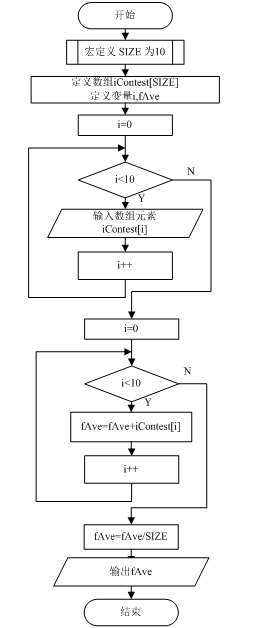 开始
宏定义 SIZE 为10
定义数组iContest[SIZE]
定义变量i,fAve
i=0
i<10
N
Y
输入数组元素
iContest[i]
i++
i=0
i<10
N
Y
fAve=fAve+iContest[i]
i++
fAve=fAve/SIZE
输出fAve
结束